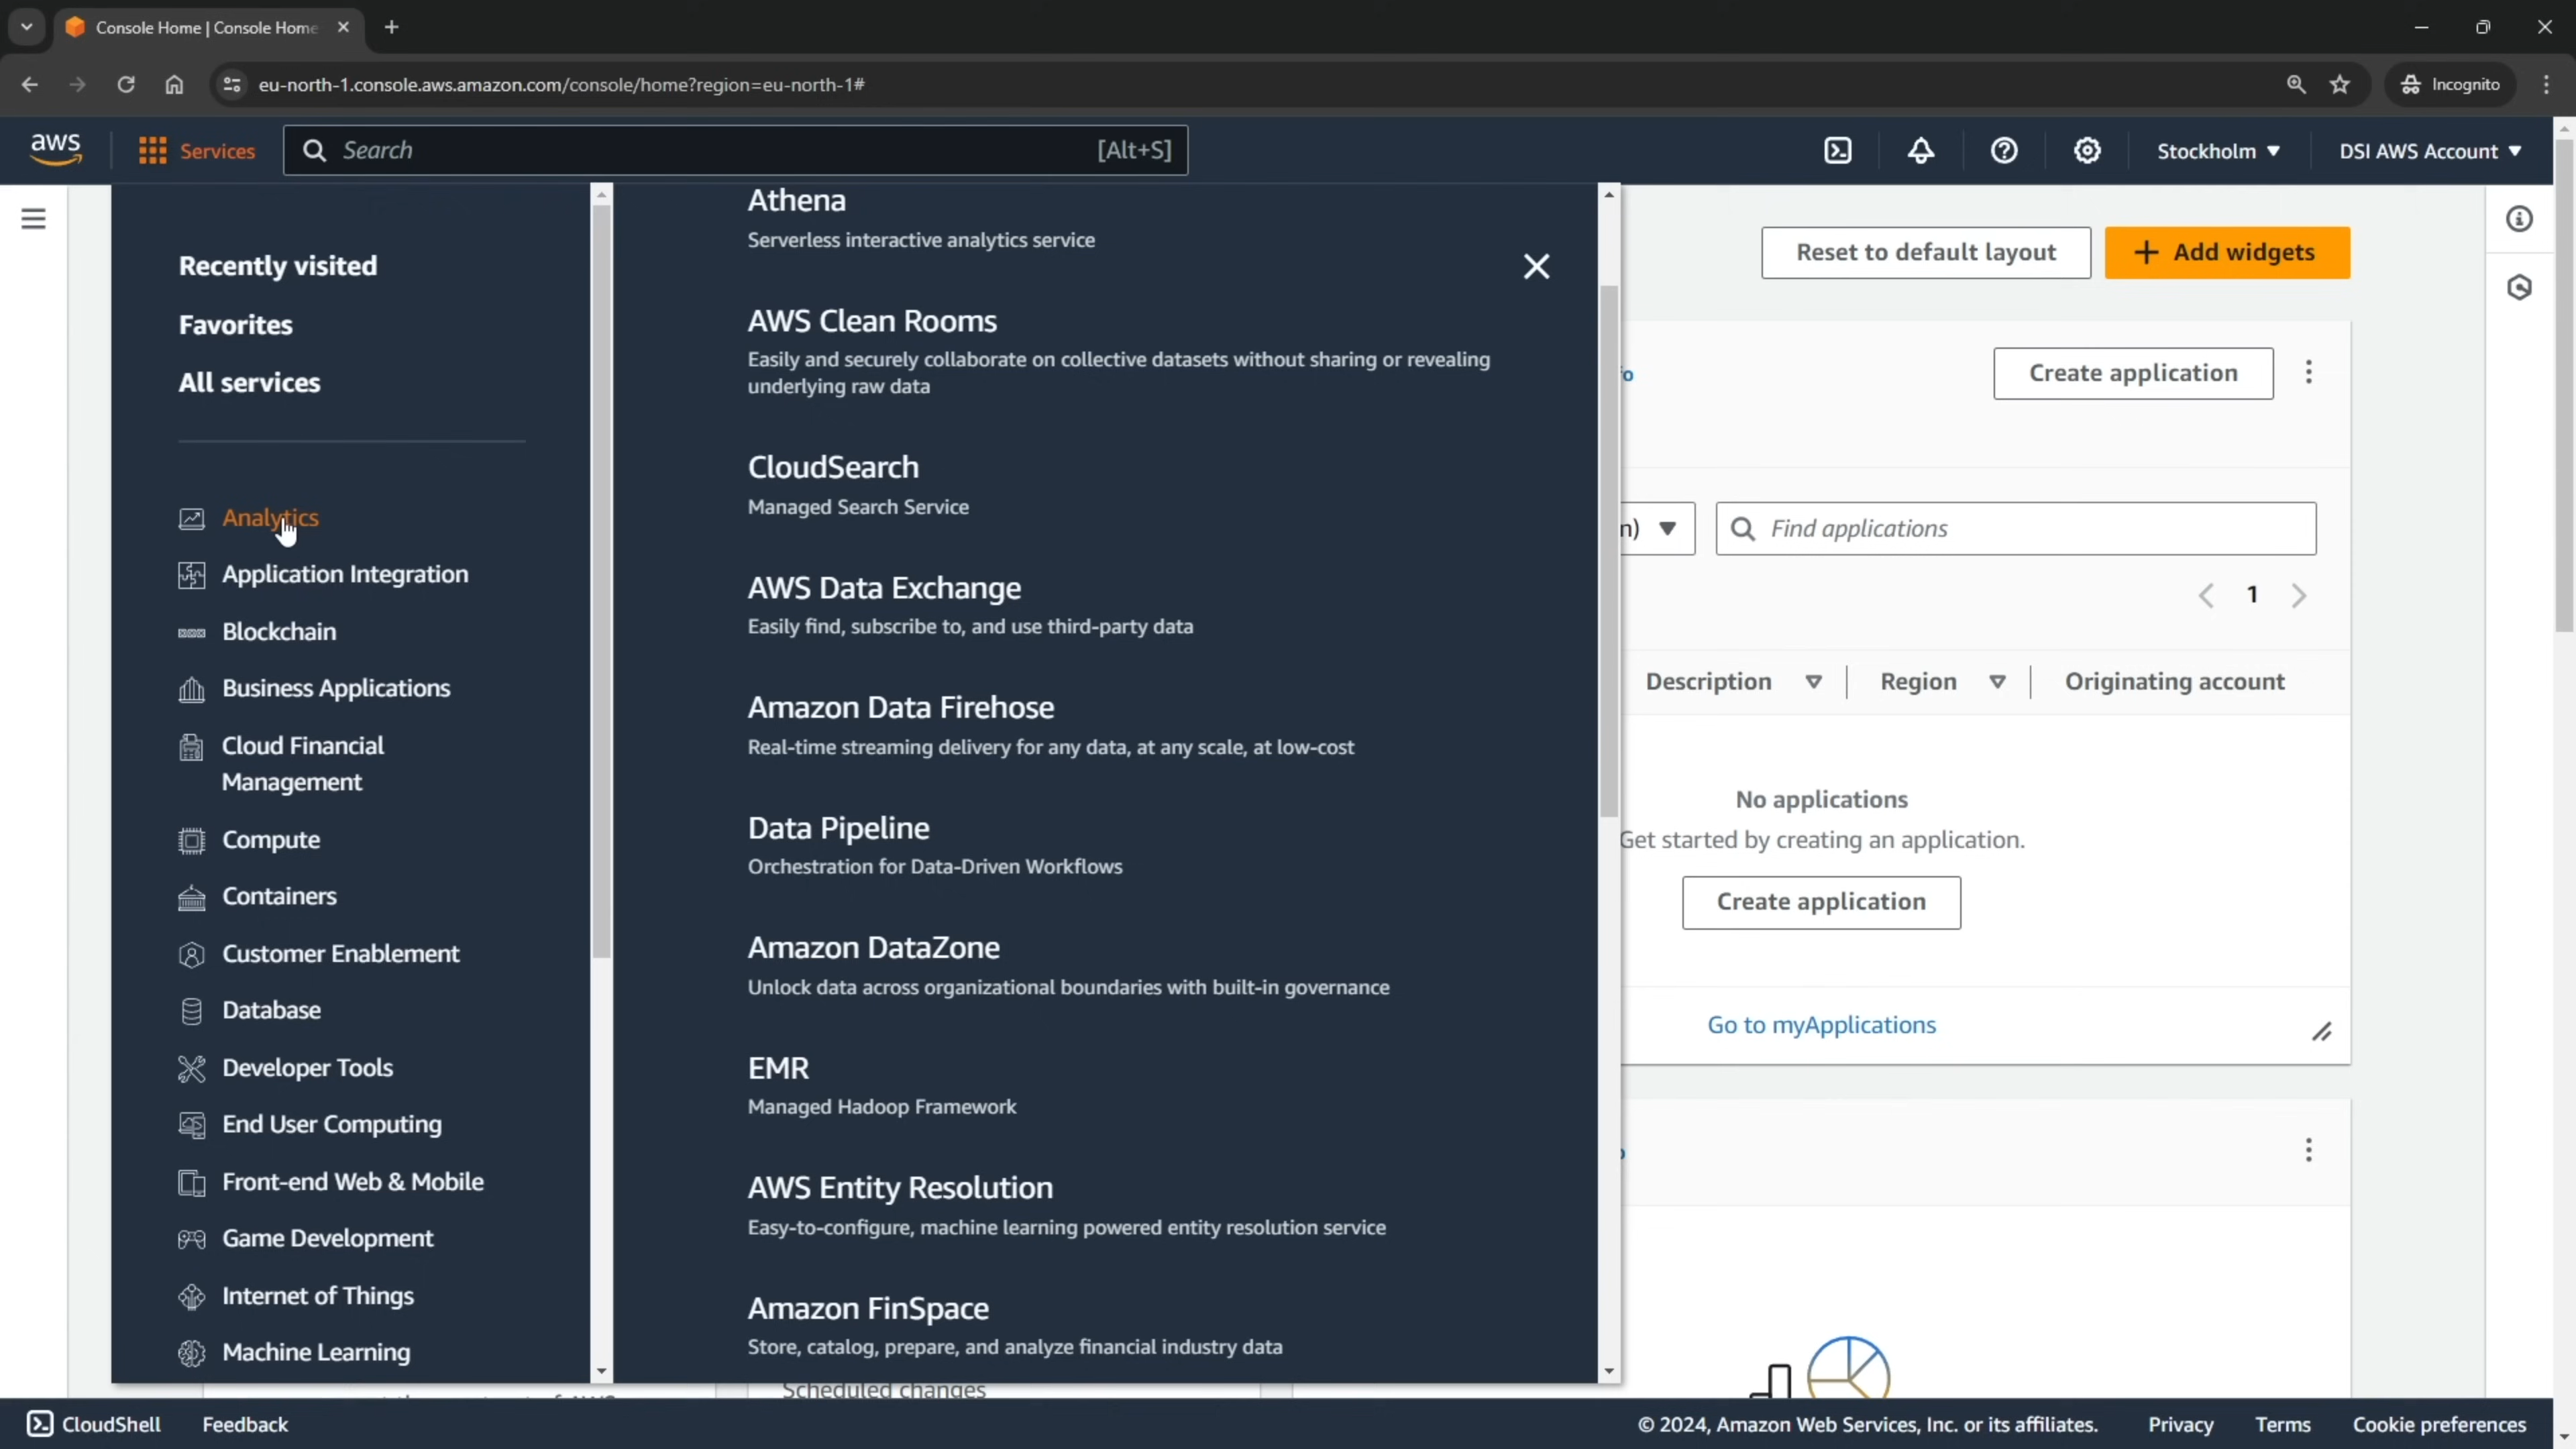 Console Home | Console Home
eu-north-1.console.aws.amazon.com/console/home?region=eu-north-1#
Incognito
aws
Services
Search
[Alt+S]
Stockholm
DSI AWS Account
Recently visited
Favorites
All services
Analytics
Application Integration
Blockchain
Business Applications
Cloud Financial
Management
Compute
Containers
Customer Enablement
Database
Developer Tools
End User Computing
Front-end Web & Mobile
Game Development
Internet of Things
Machine Learning
Athena
Serverless interactive analytics service
AWS Clean Rooms
Easily and securely collaborate on collective datasets without sharing or revealing
underlying raw data
CloudSearch
Managed Search Service
AWS Data Exchange
Easily find, subscribe to, and use third-party data
Amazon Data Firehose
Real-time streaming delivery for any data, at any scale, at low-cost
Data Pipeline
Orchestration for Data-Driven Workflows
Amazon DataZone
Unlock data across organizational boundaries with built-in governance
EMR
Managed Hadoop Framework
AWS Entity Resolution
Easy-to-configure, machine learning powered entity resolution service
Amazon FinSpace
Store, catalog, prepare, and analyze financial industry data
Scheduled changes
Reset to default layout
+ Add widgets
Create application
n)
Find applications
1
Description
Region
Originating account
No applications
Get started by creating an application.
Create application
Go to myApplications
CloudShell
Feedback
© 2024, Amazon Web Services, Inc. or its affiliates.
Privacy
Terms
Cookie preferences